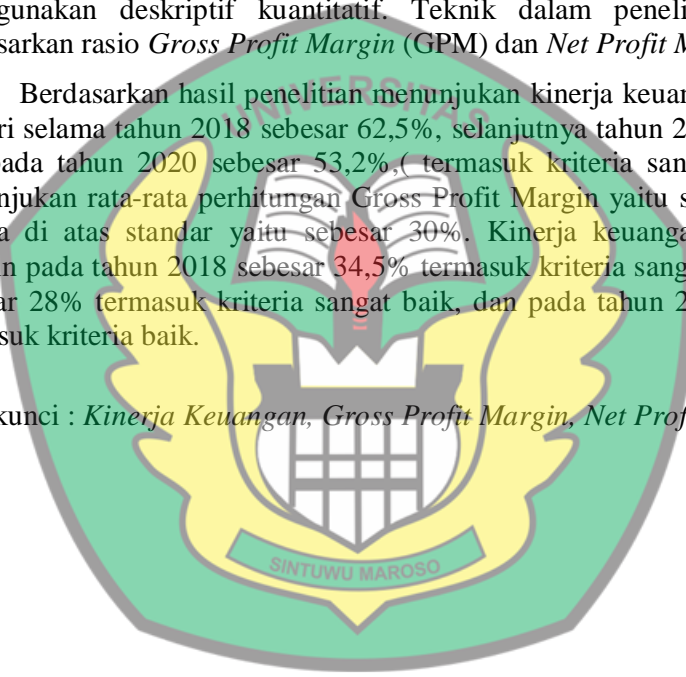 gunakan deskriptif kuantitatif. Teknik dalam peneli
sarkan rasio Gross Profit Margin (GPM) dan Net Profit M
Berdasarkan hasil penelitian menunjukan kinerja keuan
ri selama tahun 2018 sebesar 62,5%, selanjutnya tahun 2
pada tahun 2020 sebesar 53,2%,( termasuk kriteria san
njukan rata-rata perhitungan Gross Profit Margin yaitu s
a di atas standar yaitu sebesar 30%. Kinerja keuanga
n pada tahun 2018 sebesar 34,5% termasuk kriteria sang
ar 28% termasuk kriteria sangat baik, dan pada tahun 2
suk kriteria baik.
kunci : Kinerja Keuangan, Gross Profit Margin, Net Prof
UNIVERSITAS
SINTUWU MAROSO